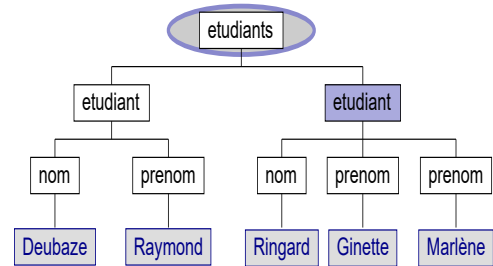 etudiants
etudiant etudiant
nom prenom nom prenom prenom
Deubaze Raymond Ringard Ginette Marlène